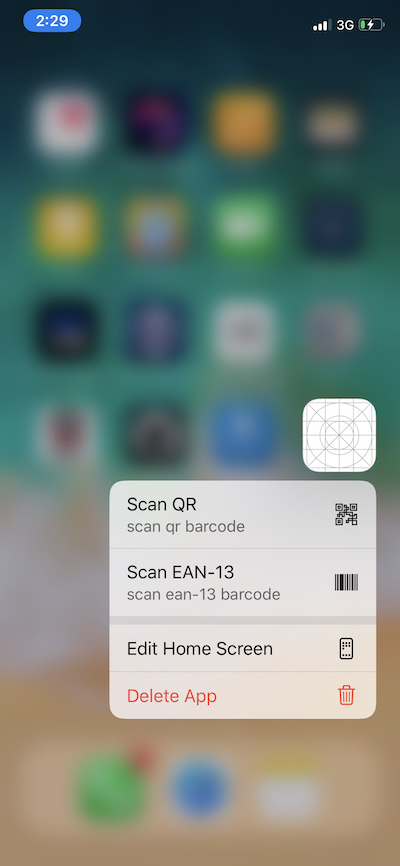 2:29
3G
Scan QR
scan qr barcode
Scan EAN-13
scan ean-13 barcode
Edit Home Screen
Delete App